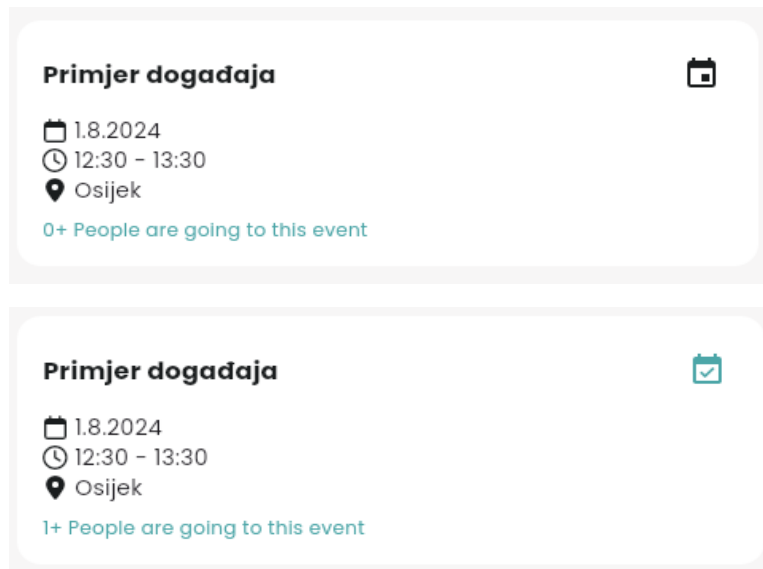 Primjer događaja
1.8.2024
12:30 - 13:30
Osijek
0+ People are going to this event
Primjer događaja
1.8.2024
12:30 - 13:30
Osijek
1+ People are going to this event